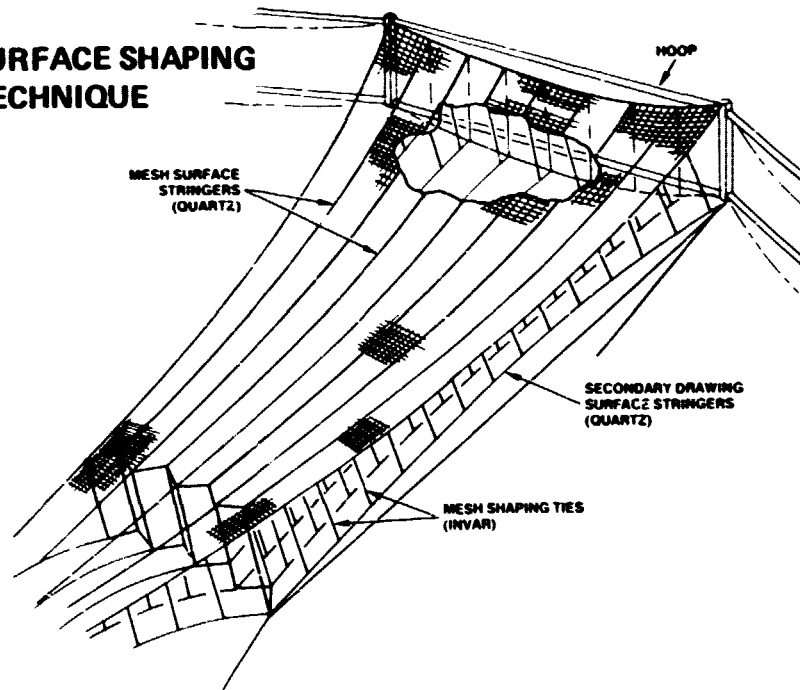 URFACE SHAPING
ECHNIQUE
HOOP
MESH SURFACE
STRINGERS
(QUARTZ)
SECONDARY DRAWING
SURFACE STRINGERS
(QUARTZ)
MESH SHAPING TIES
(INVAR)